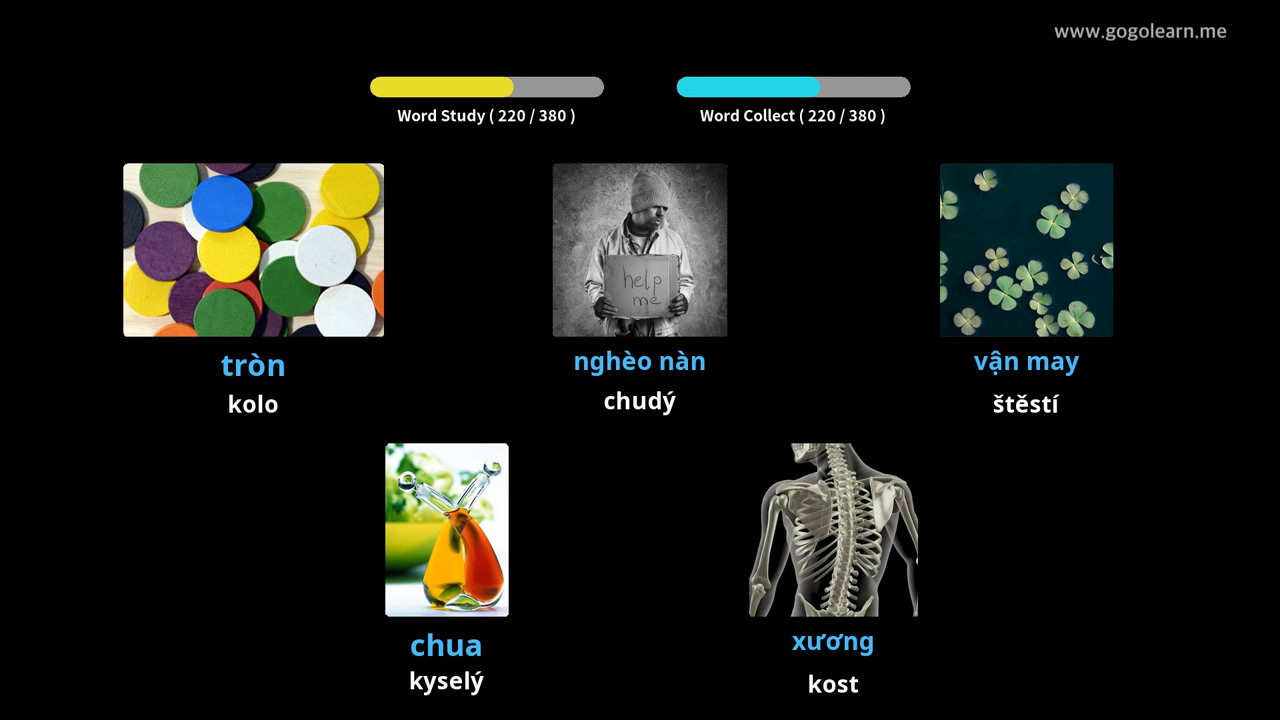 www.gogolearn.me
Word Study ( 220 / 380 )
Word Collect ( 220 / 380 )
help
me
tròn
kolo
nghèo nàn
chudý
vận may
štěstí
chua
kyselý
xương
kost